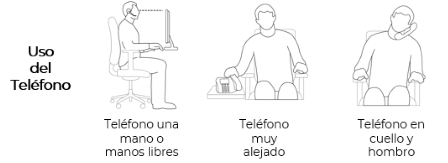 Uso
del
Teléfono
Teléfono una
mano o
manos libres
Teléfono
muy
alejado
Teléfono en
cuello y
hombro